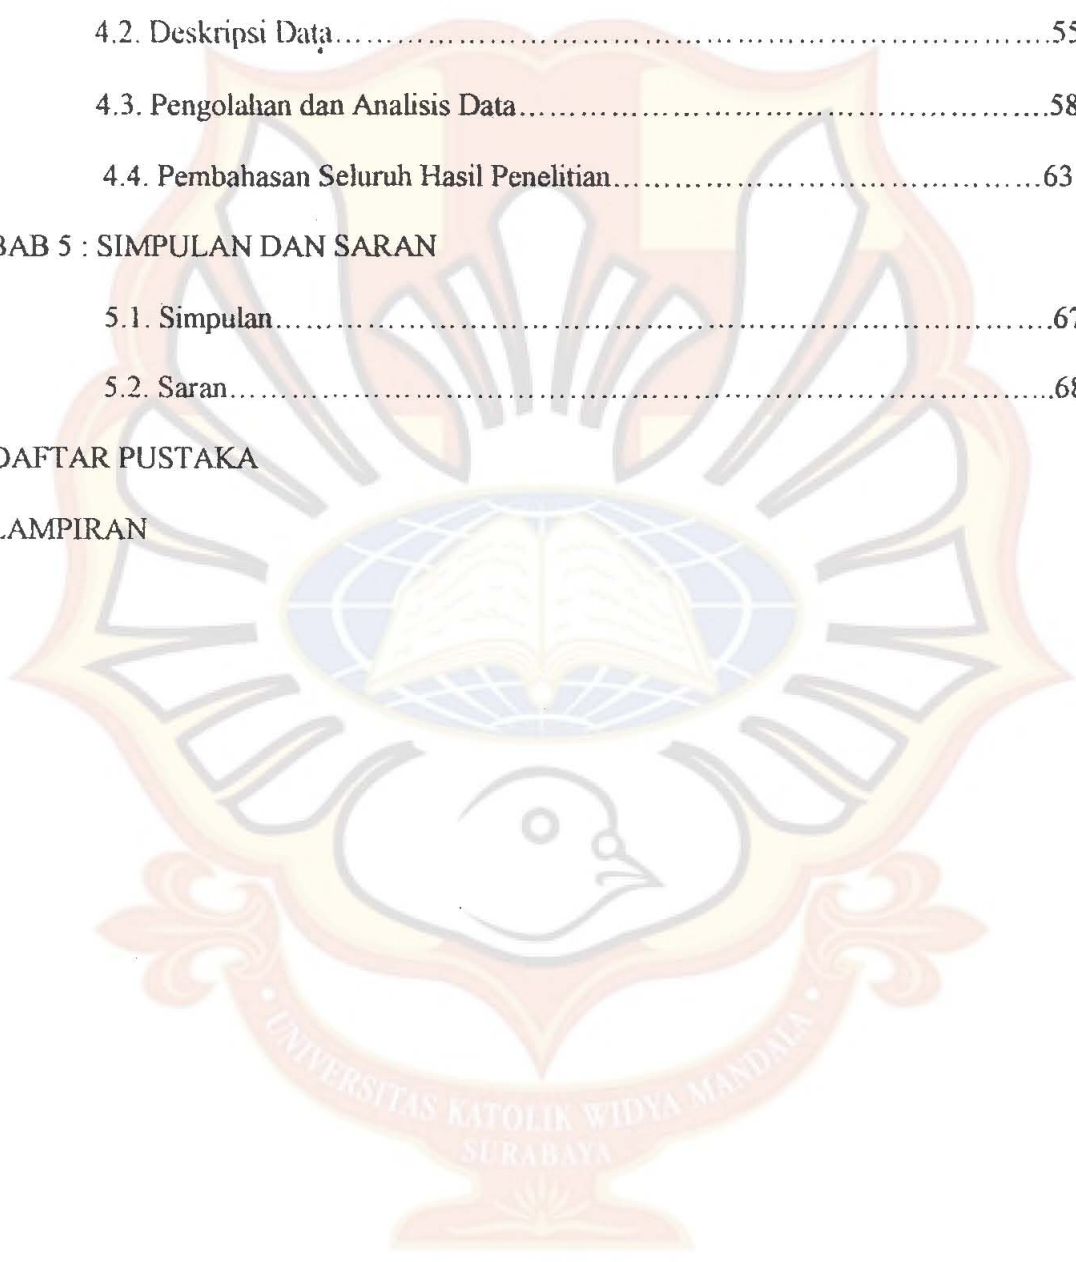 4.2. Deskripsi Data...............................................................................55
4.3. Pengolahan dan Analisis Data.........................................................58
4.4. Pembahasan Seluruh Hasil Penelitian..............................................63
BAB 5 : SIMPULAN DAN SARAN
5.1. Simpulan....................................................................................67
5.2. Saran.........................................................................................68
DAFTAR PUSTAKA
LAMPIRAN
UNIVERSITAS KATOLIK WIDYA MANDALA
SURABAYA